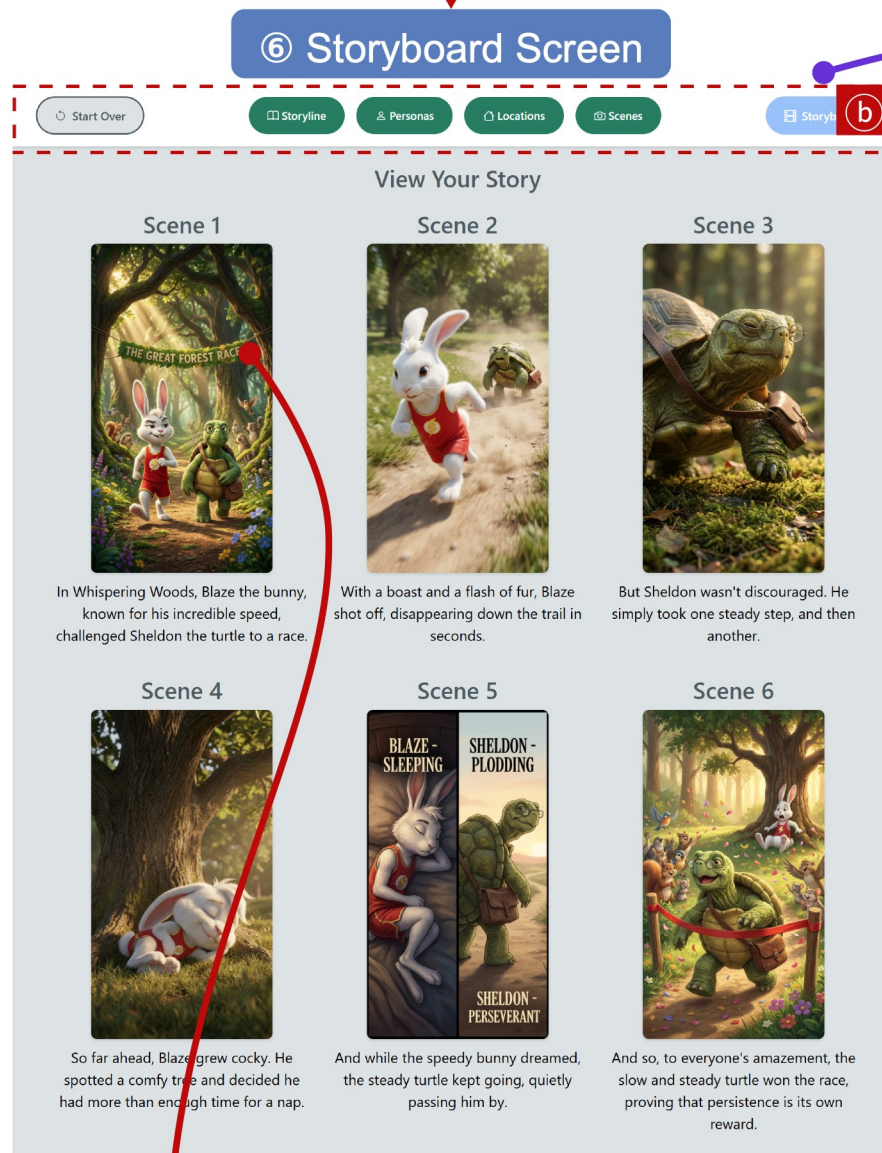 ⑥ Storyboard Screen
Start Over
Storyline
Personas
Locations
Scenes
ⓑ
View Your Story
Scene 1
Scene 2
Scene 3
THE GREAT FOREST RACE
In Whispering Woods, Blaze the bunny,
known for his incredible speed,
challenged Sheldon the turtle to a race.
With a boast and a flash of fur, Blaze
shot off, disappearing down the trail in
seconds.
But Sheldon wasn't discouraged. He
simply took one steady step, and then
another.
Scene 4
Scene 5
Scene 6
BLAZE -
SLEEPING
SHELDON -
PLODDING
SHELDON -
PERSEVERANT
So far ahead, Blaze grew cocky. He
spotted a comfy tree and decided he
had more than enough time for a nap.
And while the speedy bunny dreamed,
the steady turtle kept going, quietly
passing him by.
And so, to everyone's amazement, the
slow and steady turtle won the race,
proving that persistence is its own
reward.